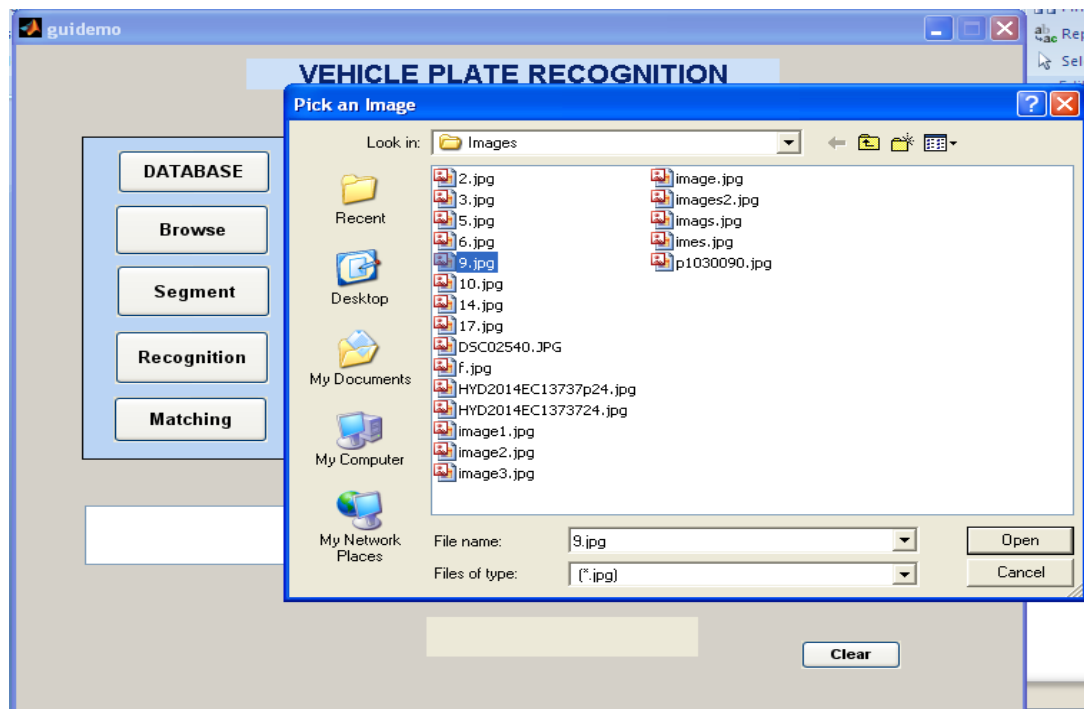 guidemo
VEHICLE PLATE RECOGNITION
DATABASE
Browse
Segment
Recognition
Matching
Clear
Pick an Image
Look in: Images
Recent
Desktop
My Documents
My Computer
My Network
Places
2.jpg
3.jpg
5.jpg
6.jpg
9.jpg
10.jpg
14.jpg
17.jpg
DSC02540.JPG
f.jpg
HYD2014EC13737p24.jpg
HYD2014EC1373724.jpg
image1.jpg
image2.jpg
image3.jpg
image.jpg
images2.jpg
imags.jpg
imes.jpg
p1030090.jpg
File name: 9.jpg
Open
Files of type: (*.jpg)
Cancel
Rep
Sel